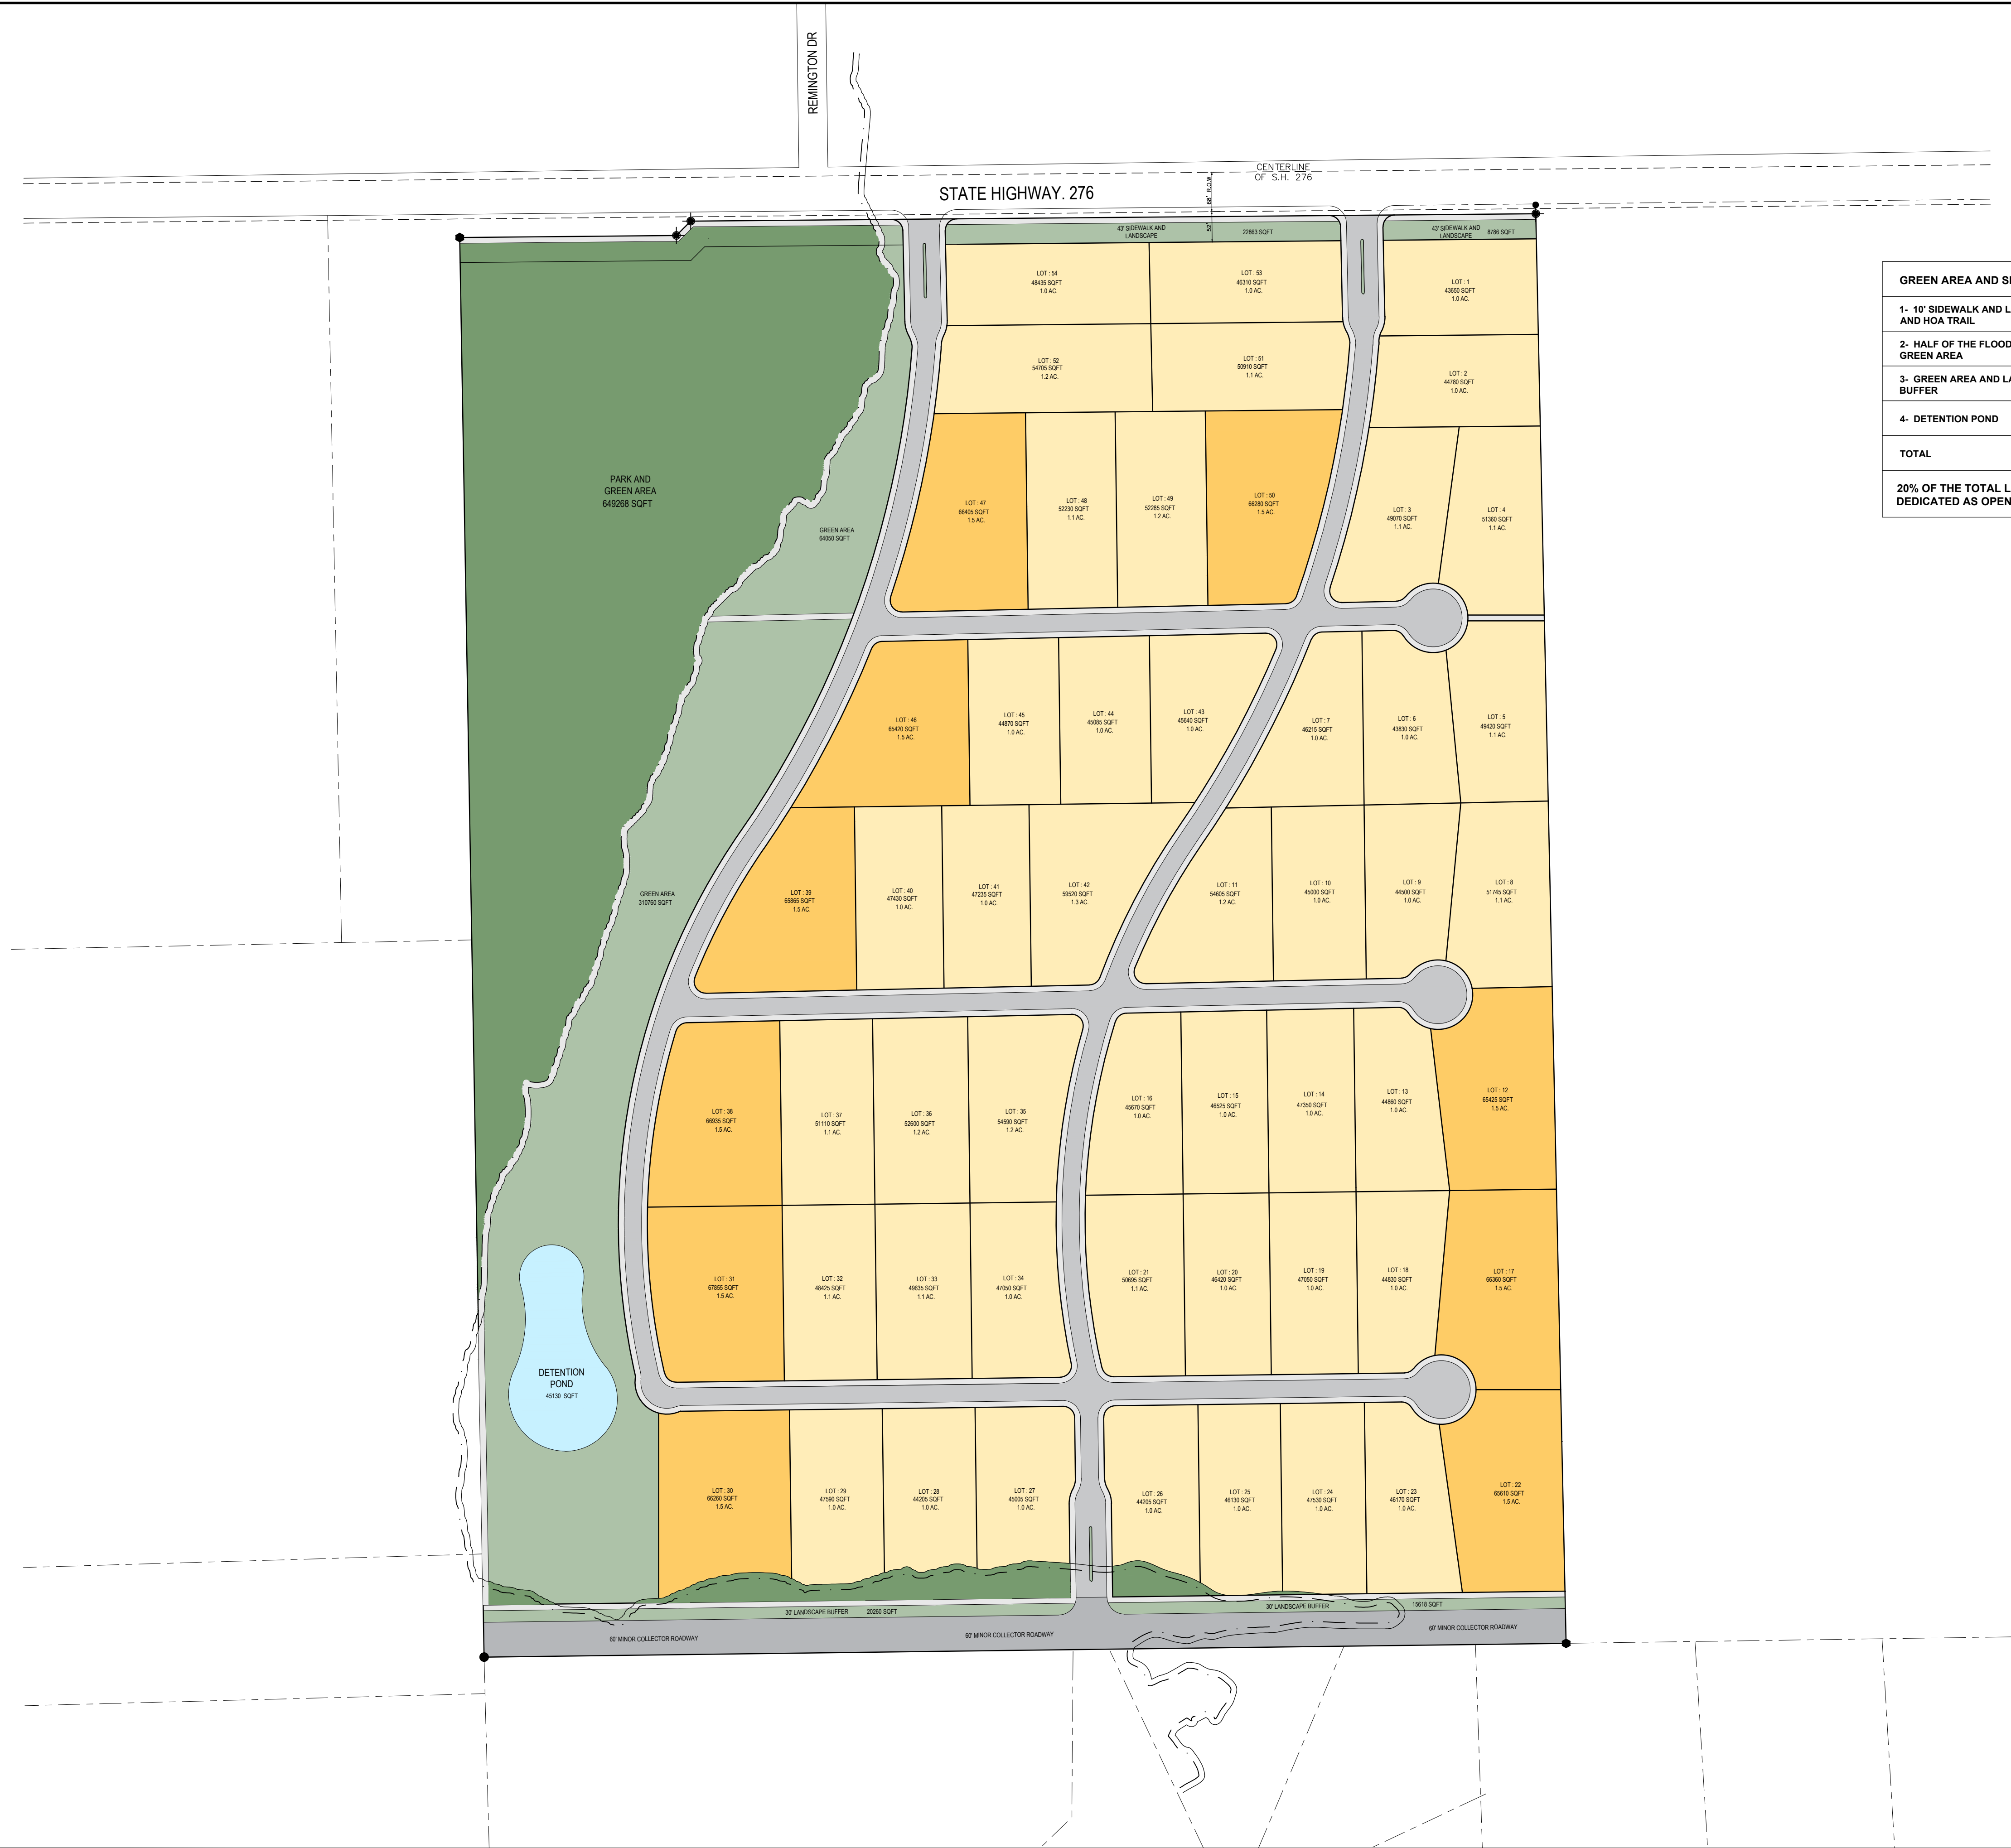 REMINGTON DR
CENTERLINE
OF S.H. 276
STATE HIGHWAY. 276
52'
68' R.O.W
43' SIDEWALK AND
LANDSCAPE
22863 SQFT
43' SIDEWALK AND
LANDSCAPE
8786 SQFT
LOT : 54
48435 SQFT
1.0 AC.
LOT : 53
46310 SQFT
1.0 AC.
LOT : 1
43650 SQFT
1.0 AC.
LOT : 52
54705 SQFT
1.2 AC.
LOT : 51
50910 SQFT
1.1 AC.
LOT : 2
44780 SQFT
1.0 AC.
PARK AND
GREEN AREA
649268 SQFT
GREEN AREA
64050 SQFT
LOT : 47
66405 SQFT
1.5 AC.
LOT : 48
52230 SQFT
1.1 AC.
LOT : 49
52285 SQFT
1.2 AC.
LOT : 50
66280 SQFT
1.5 AC.
LOT : 3
49070 SQFT
1.1 AC.
LOT : 4
51360 SQFT
1.1 AC.
LOT : 46
65420 SQFT
1.5 AC.
LOT : 45
44870 SQFT
1.0 AC.
LOT : 44
45085 SQFT
1.0 AC.
LOT : 43
45640 SQFT
1.0 AC.
LOT : 7
46215 SQFT
1.0 AC.
LOT : 6
43830 SQFT
1.0 AC.
LOT : 5
49420 SQFT
1.1 AC.
GREEN AREA
310760 SQFT
LOT : 39
65865 SQFT
1.5 AC.
LOT : 40
47430 SQFT
1.0 AC.
LOT : 41
47235 SQFT
1.0 AC.
LOT : 42
59520 SQFT
1.3 AC.
LOT : 11
54605 SQFT
1.2 AC.
LOT : 10
45000 SQFT
1.0 AC.
LOT : 9
44500 SQFT
1.0 AC.
LOT : 8
51745 SQFT
1.1 AC.
LOT : 38
66935 SQFT
1.5 AC.
LOT : 37
51110 SQFT
1.1 AC.
LOT : 36
52600 SQFT
1.2 AC.
LOT : 35
54590 SQFT
1.2 AC.
LOT : 16
45670 SQFT
1.0 AC.
LOT : 15
46525 SQFT
1.0 AC.
LOT : 14
47350 SQFT
1.0 AC.
LOT : 13
44860 SQFT
1.0 AC.
LOT : 12
65425 SQFT
1.5 AC.
LOT : 31
67855 SQFT
1.5 AC.
LOT : 32
48425 SQFT
1.1 AC.
LOT : 33
49635 SQFT
1.1 AC.
LOT : 34
47050 SQFT
1.0 AC.
LOT : 21
50695 SQFT
1.1 AC.
LOT : 20
46420 SQFT
1.0 AC.
LOT : 19
47050 SQFT
1.0 AC.
LOT : 18
44830 SQFT
1.0 AC.
LOT : 17
66360 SQFT
1.5 AC.
DETENTION
POND
45130 SQFT
LOT : 30
66260 SQFT
1.5 AC.
LOT : 29
47590 SQFT
1.0 AC.
LOT : 28
44205 SQFT
1.0 AC.
LOT : 27
45005 SQFT
1.0 AC.
LOT : 26
44205 SQFT
1.0 AC.
LOT : 25
46130 SQFT
1.0 AC.
LOT : 24
47530 SQFT
1.0 AC.
LOT : 23
46170 SQFT
1.0 AC.
LOT : 22
65610 SQFT
1.5 AC.
30' LANDSCAPE BUFFER 20260 SQFT
30' LANDSCAPE BUFFER 15618 SQFT
60' MINOR COLLECTOR ROADWAY
60' MINOR COLLECTOR ROADWAY
60' MINOR COLLECTOR ROADWAY
GREEN AREA AND
1- 10' SIDEWALK AND
AND HOA TRAIL
2- HALF OF THE FLOOD
GREEN AREA
3- GREEN AREA AND
BUFFER
4- DETENTION POND
TOTAL
20% OF THE TOTAL
DEDICATED AS OPEN